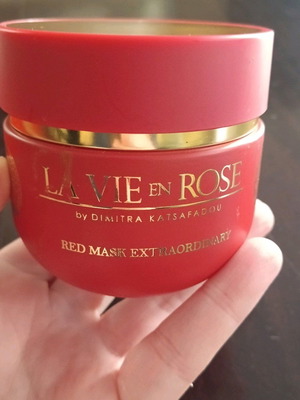 LA VIE EN ROSE
by DIMITRA KATSAFADOU
RED MASK EXTRAORDINARY